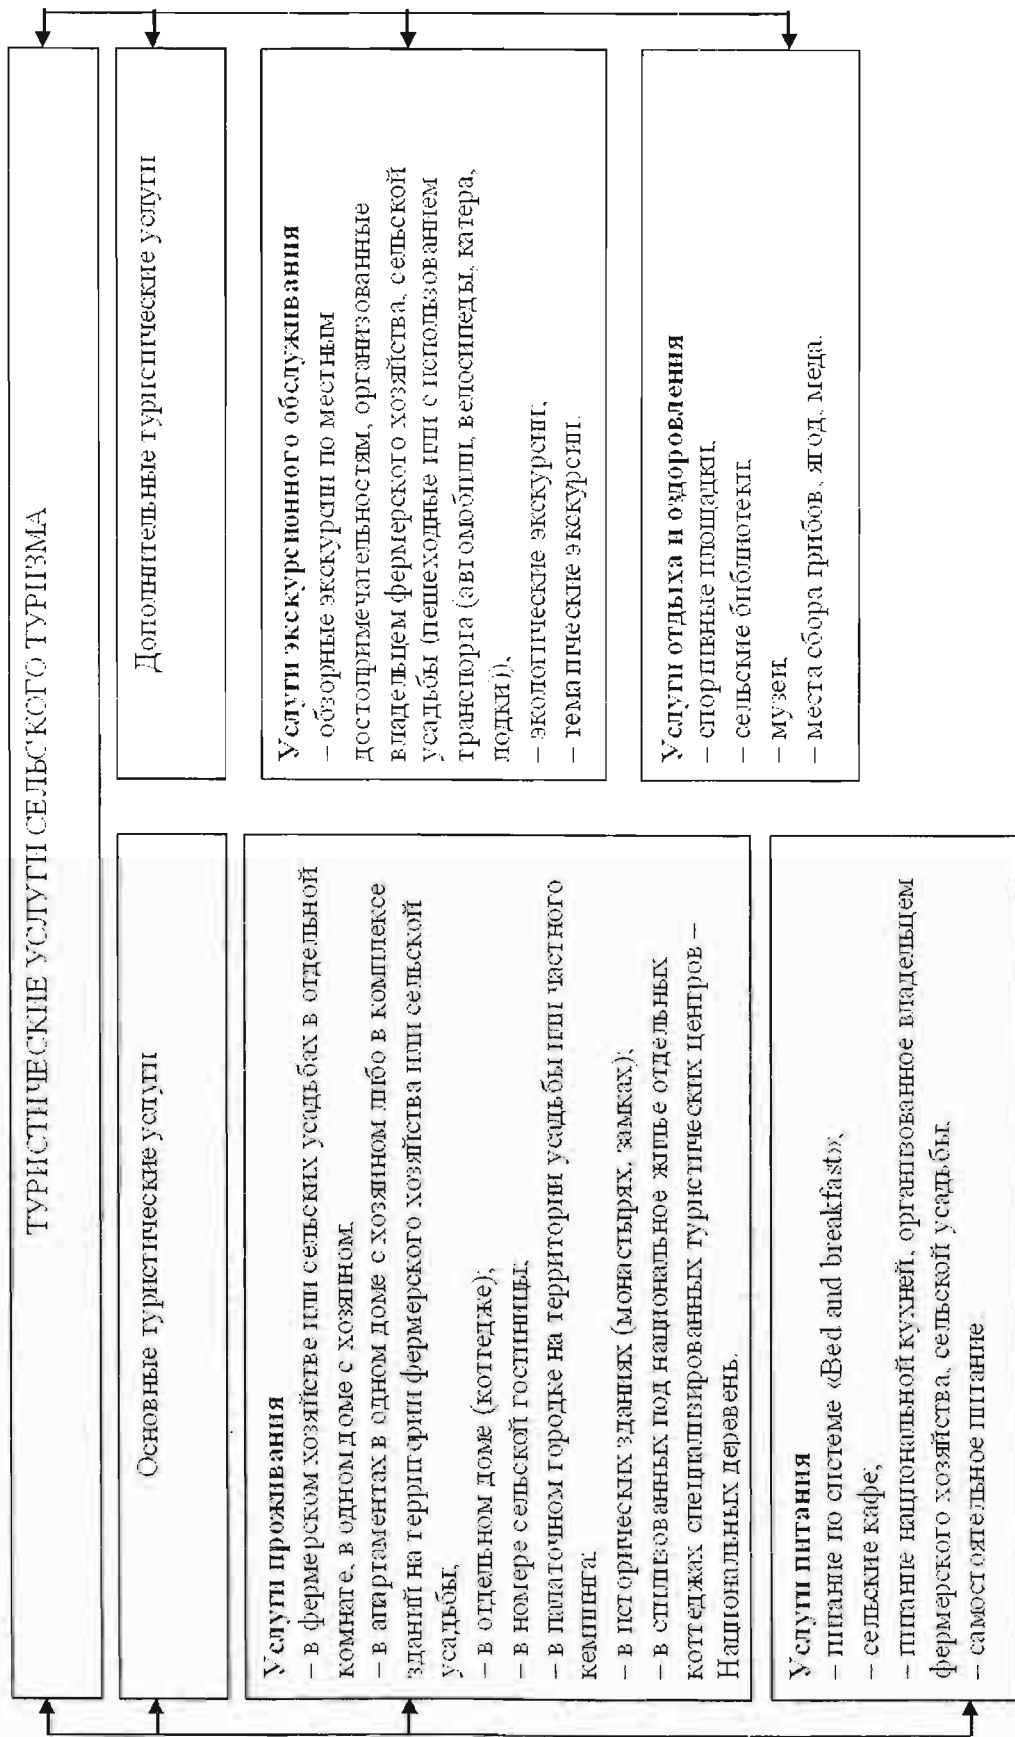 ТУРИСТИЧЕСКИЕ УСЛУГИ СЕЛЬСКОГО ТУРИЗМА
Основные туристические услуги
Услуги проживания
– в фермерском хозяйстве или сельских усадьбах в отдельной
комнате, в одном доме с хозяином.
– в апартаментах в одном доме с хозяином либо в комплексе
зданий на территории фермерского хозяйства или сельской
усадьбы;
– в отдельном доме (коттедже);
– в номере сельской гостиницы;
– в палаточном городке на территории усадьбы или частного
кемпинга:
– в исторических зданиях (монастырях, замках);
– в стилизованных под национальное жилье отдельных
коттеджах специализированных туристических центров –
Национальных деревень.
Услуги питания
– питание по системе «Bed and breakfast»;
– сельские кафе;
– питание национальной кухней, организованное владельцем
фермерского хозяйства, сельской усадьбы.
– самостоятельное питание
Дополнительные туристические услуги
Услуги экскурсионного обслуживания
– обзорные экскурсии по местным
достопримечательностям, организованные
владельцем фермерского хозяйства, сельской
усадьбы (пешеходные или с использованием
транспорта (автомобили, велосипеды, катера,
лодки)),
– экологические экскурсии;
– тематические экскурсии.
Услуги отдыха и оздоровления
– спортивные площадки;
– сельские библиотеки;
– музеи,
– места сбора грибов, ягод, меда.